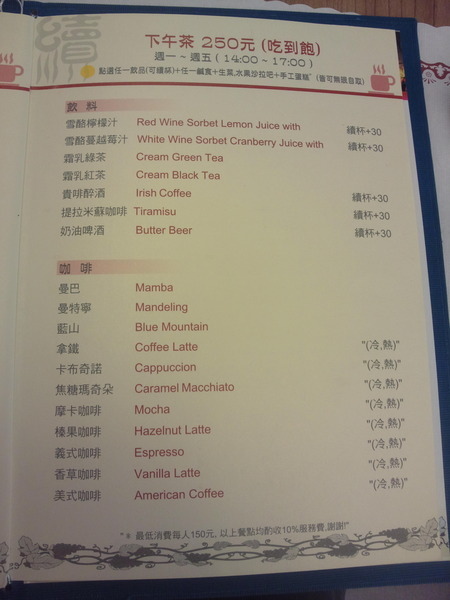 續
下午茶 250元 (吃到飽)
週一 ~ 週五 ( 14:00 ~ 17:00 )
點選任一飲品(可續杯)+任一鹹食+生菜,水果沙拉吧+手工蛋糕" (皆可無限自取)
飲 料
雪酪檸檬汁 Red Wine Sorbet Lemon Juice with 續杯+30
雪酪蔓越莓汁 White Wine Sorbet Cranberry Juice with 續杯+30
霜乳綠茶 Cream Green Tea
霜乳紅茶 Cream Black Tea
貴啡醉酒 Irish Coffee 續杯+30
提拉米蘇咖啡 Tiramisu 續杯+30
奶油啤酒 Butter Beer 續杯+30
咖 啡
曼巴 Mamba
曼特寧 Mandeling
藍山 Blue Mountain
拿鐵 Coffee Latte "(冷,熱)"
卡布奇諾 Cappuccion "(冷,熱)"
焦糖瑪奇朵 Caramel Macchiato "(冷,熱)"
摩卡咖啡 Mocha "(冷,熱)"
榛果咖啡 Hazelnut Latte "(冷,熱)"
義式咖啡 Espresso "(冷,熱)"
香草咖啡 Vanilla Latte "(冷,熱)"
美式咖啡 American Coffee "(冷,熱)"
"※ 最低消費每人150元, 以上餐點均酌收10%服務費,謝謝!"